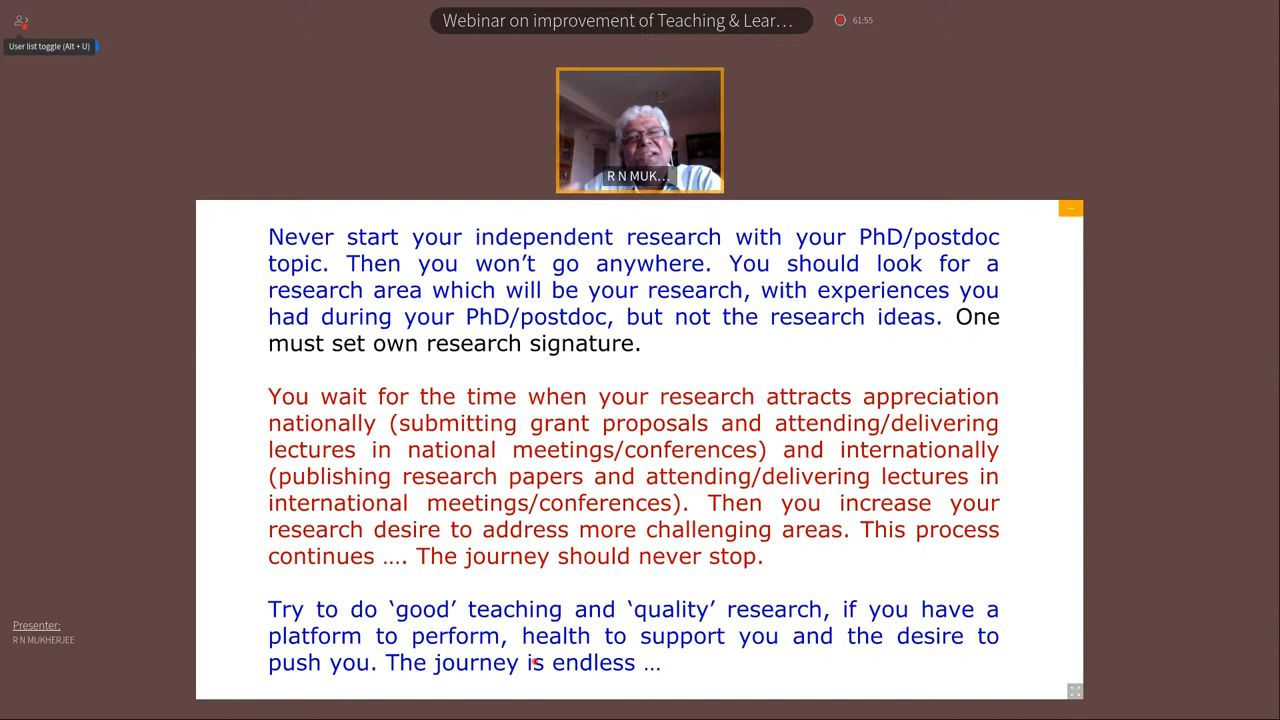 Webinar on improvement of Teaching & Lear…
61:55
User list toggle (Alt + U)
R N MUK…
Never start your independent research with your PhD/postdoc
topic. Then you won’t go anywhere. You should look for a
research area which will be your research, with experiences you
had during your PhD/postdoc, but not the research ideas. One
must set own research signature.
You wait for the time when your research attracts appreciation
nationally (submitting grant proposals and attending/delivering
lectures in national meetings/conferences) and internationally
(publishing research papers and attending/delivering lectures in
international meetings/conferences). Then you increase your
research desire to address more challenging areas. This process
continues …. The journey should never stop.
Try to do ‘good’ teaching and ‘quality’ research, if you have a
platform to perform, health to support you and the desire to
push you. The journey is endless …
Presenter:
R N MUKHERJEE